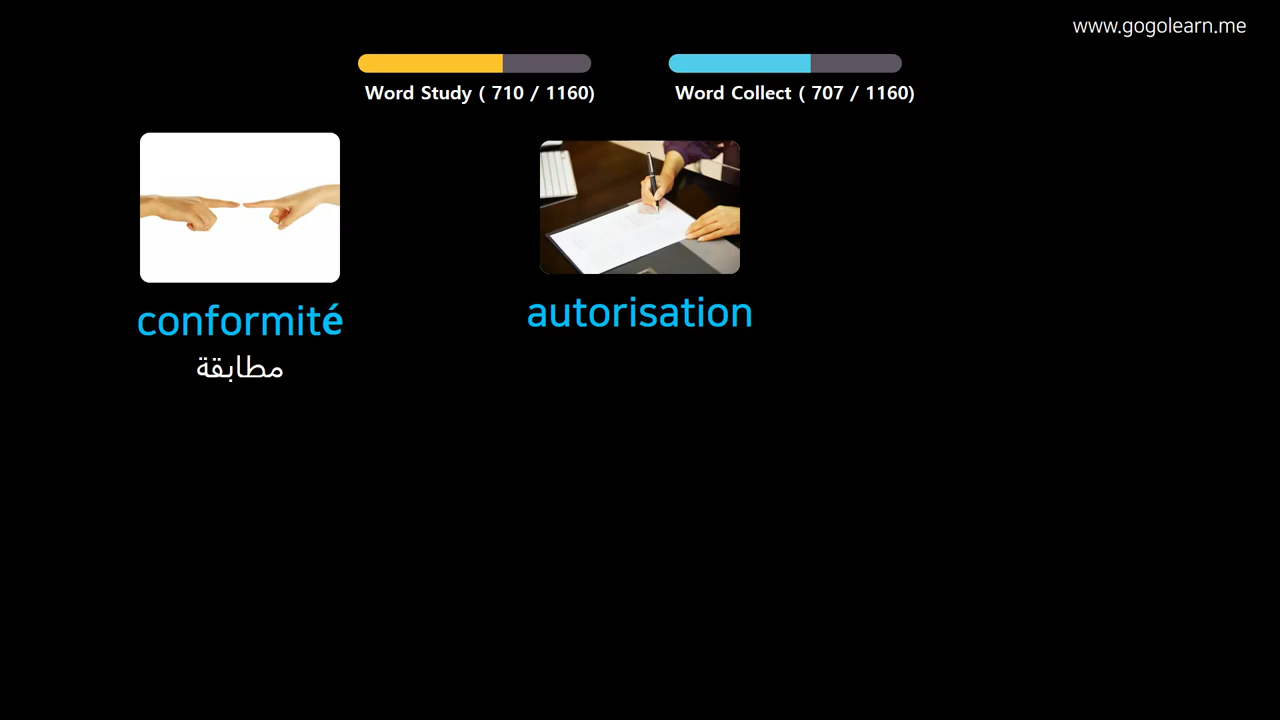 www.gogolearn.me
Word Study ( 710 / 1160)
Word Collect ( 707 / 1160)
conformité
مطابقة
autorisation